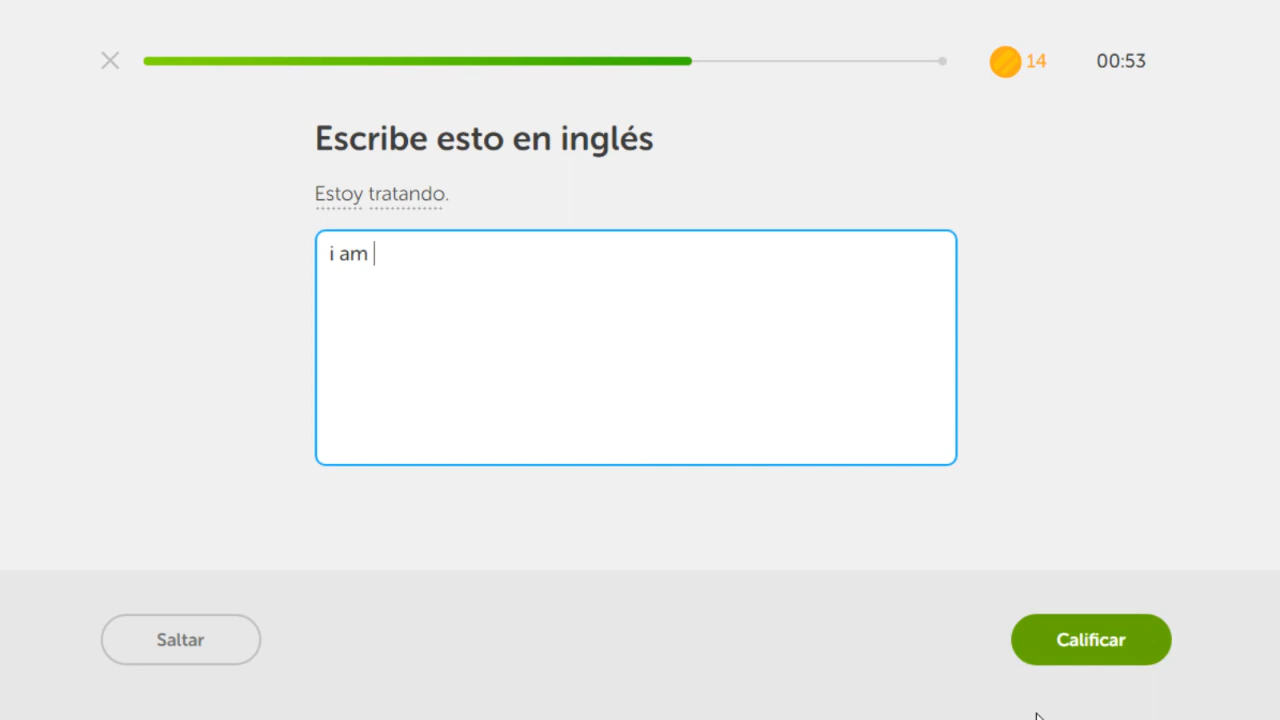 14
00:53
Escribe esto en inglés
Estoy tratando.
i am
Saltar
Calificar